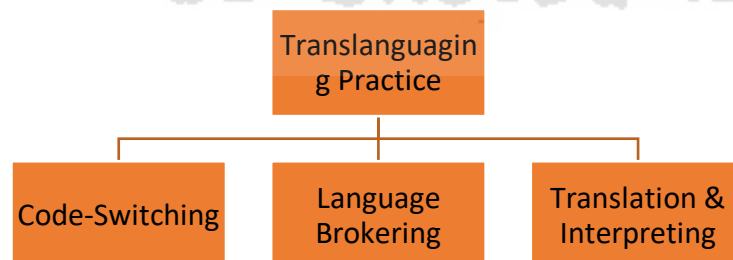 Translanguagin
g Practice
Code-Switching
Language
Brokering
Translation &
Interpreting